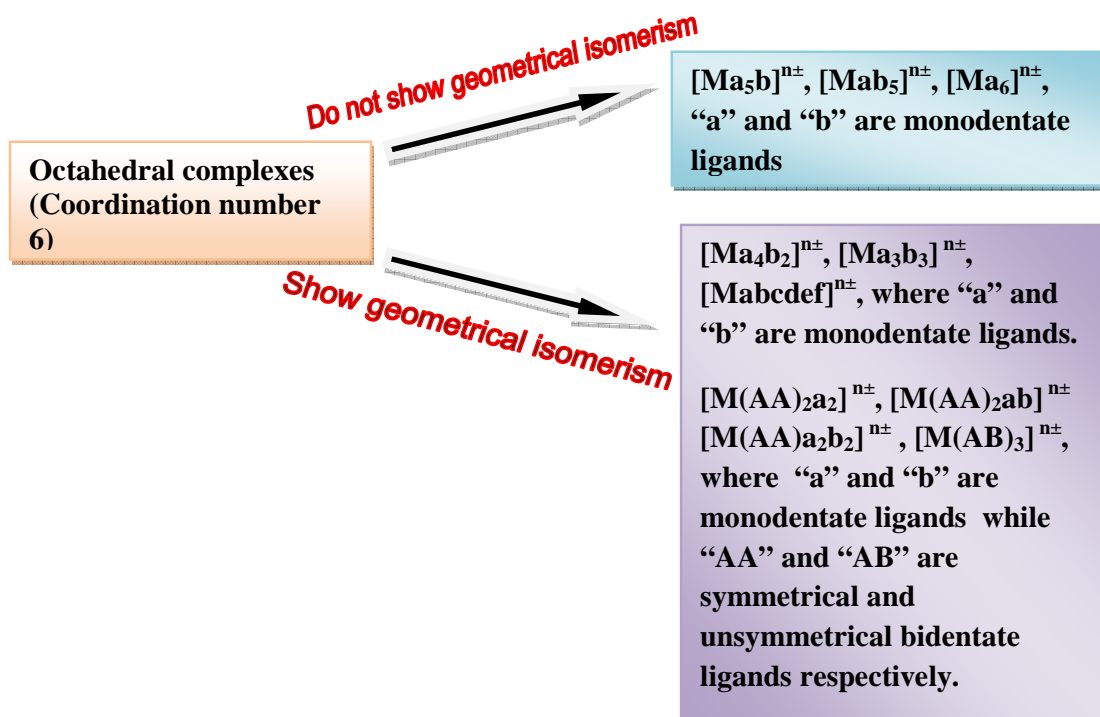 Do not show geometrical isomerism
[Ma₅b]ⁿ±, [Mab₅]ⁿ±, [Ma₆]ⁿ±,
“a” and “b” are monodentate
ligands
Octahedral complexes
(Coordination number
6)
Show geometrical isomerism
[Ma₄b₂]ⁿ±, [Ma₃b₃] ⁿ±,
[Mabcdef]ⁿ±, where “a” and
“b” are monodentate ligands.
[M(AA)₂a₂] ⁿ±, [M(AA)₂ab] ⁿ±
[M(AA)a₂b₂] ⁿ± , [M(AB)₃] ⁿ±,
where “a” and “b” are
monodentate ligands while
“AA” and “AB” are
symmetrical and
unsymmetrical bidentate
ligands respectively.